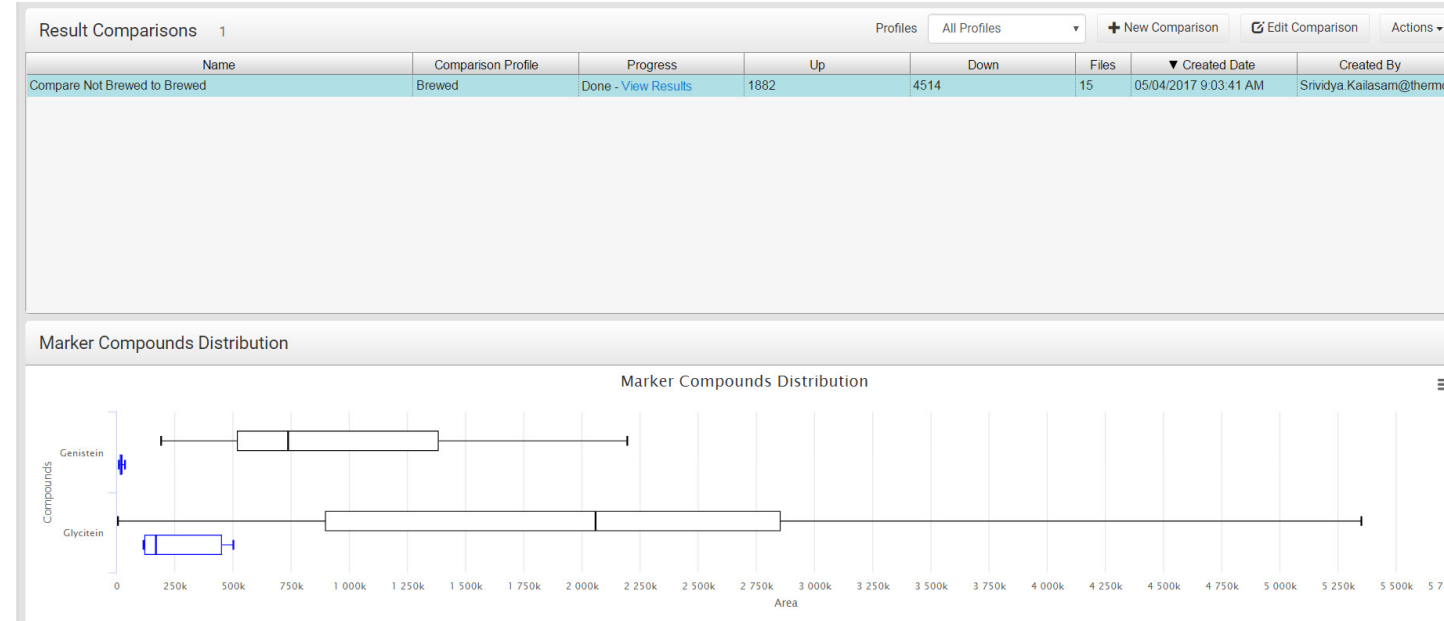 Result Comparisons 1 Profiles All Profiles New Comparison Edit Comparison Actions
Name Comparison Profile Progress Up Down Files ▼ Created Date Created By
Compare Not Brewed to Brewed Brewed Done - View Results 1882 4514 15 05/04/2017 9:03:41 AM Srividya.Kailasam@thermo
Marker Compounds Distribution
Marker Compounds Distribution
Genistein
Compounds
Glycitein
0 250k 500k 750k 1 000k 1 250k 1 500k 1 750k 2 000k 2 250k 2 500k 2 750k 3 000k 3 250k 3 500k 3 750k 4 000k 4 250k 4 500k 4 750k 5 000k 5 250k 5 500k 5 7
Area